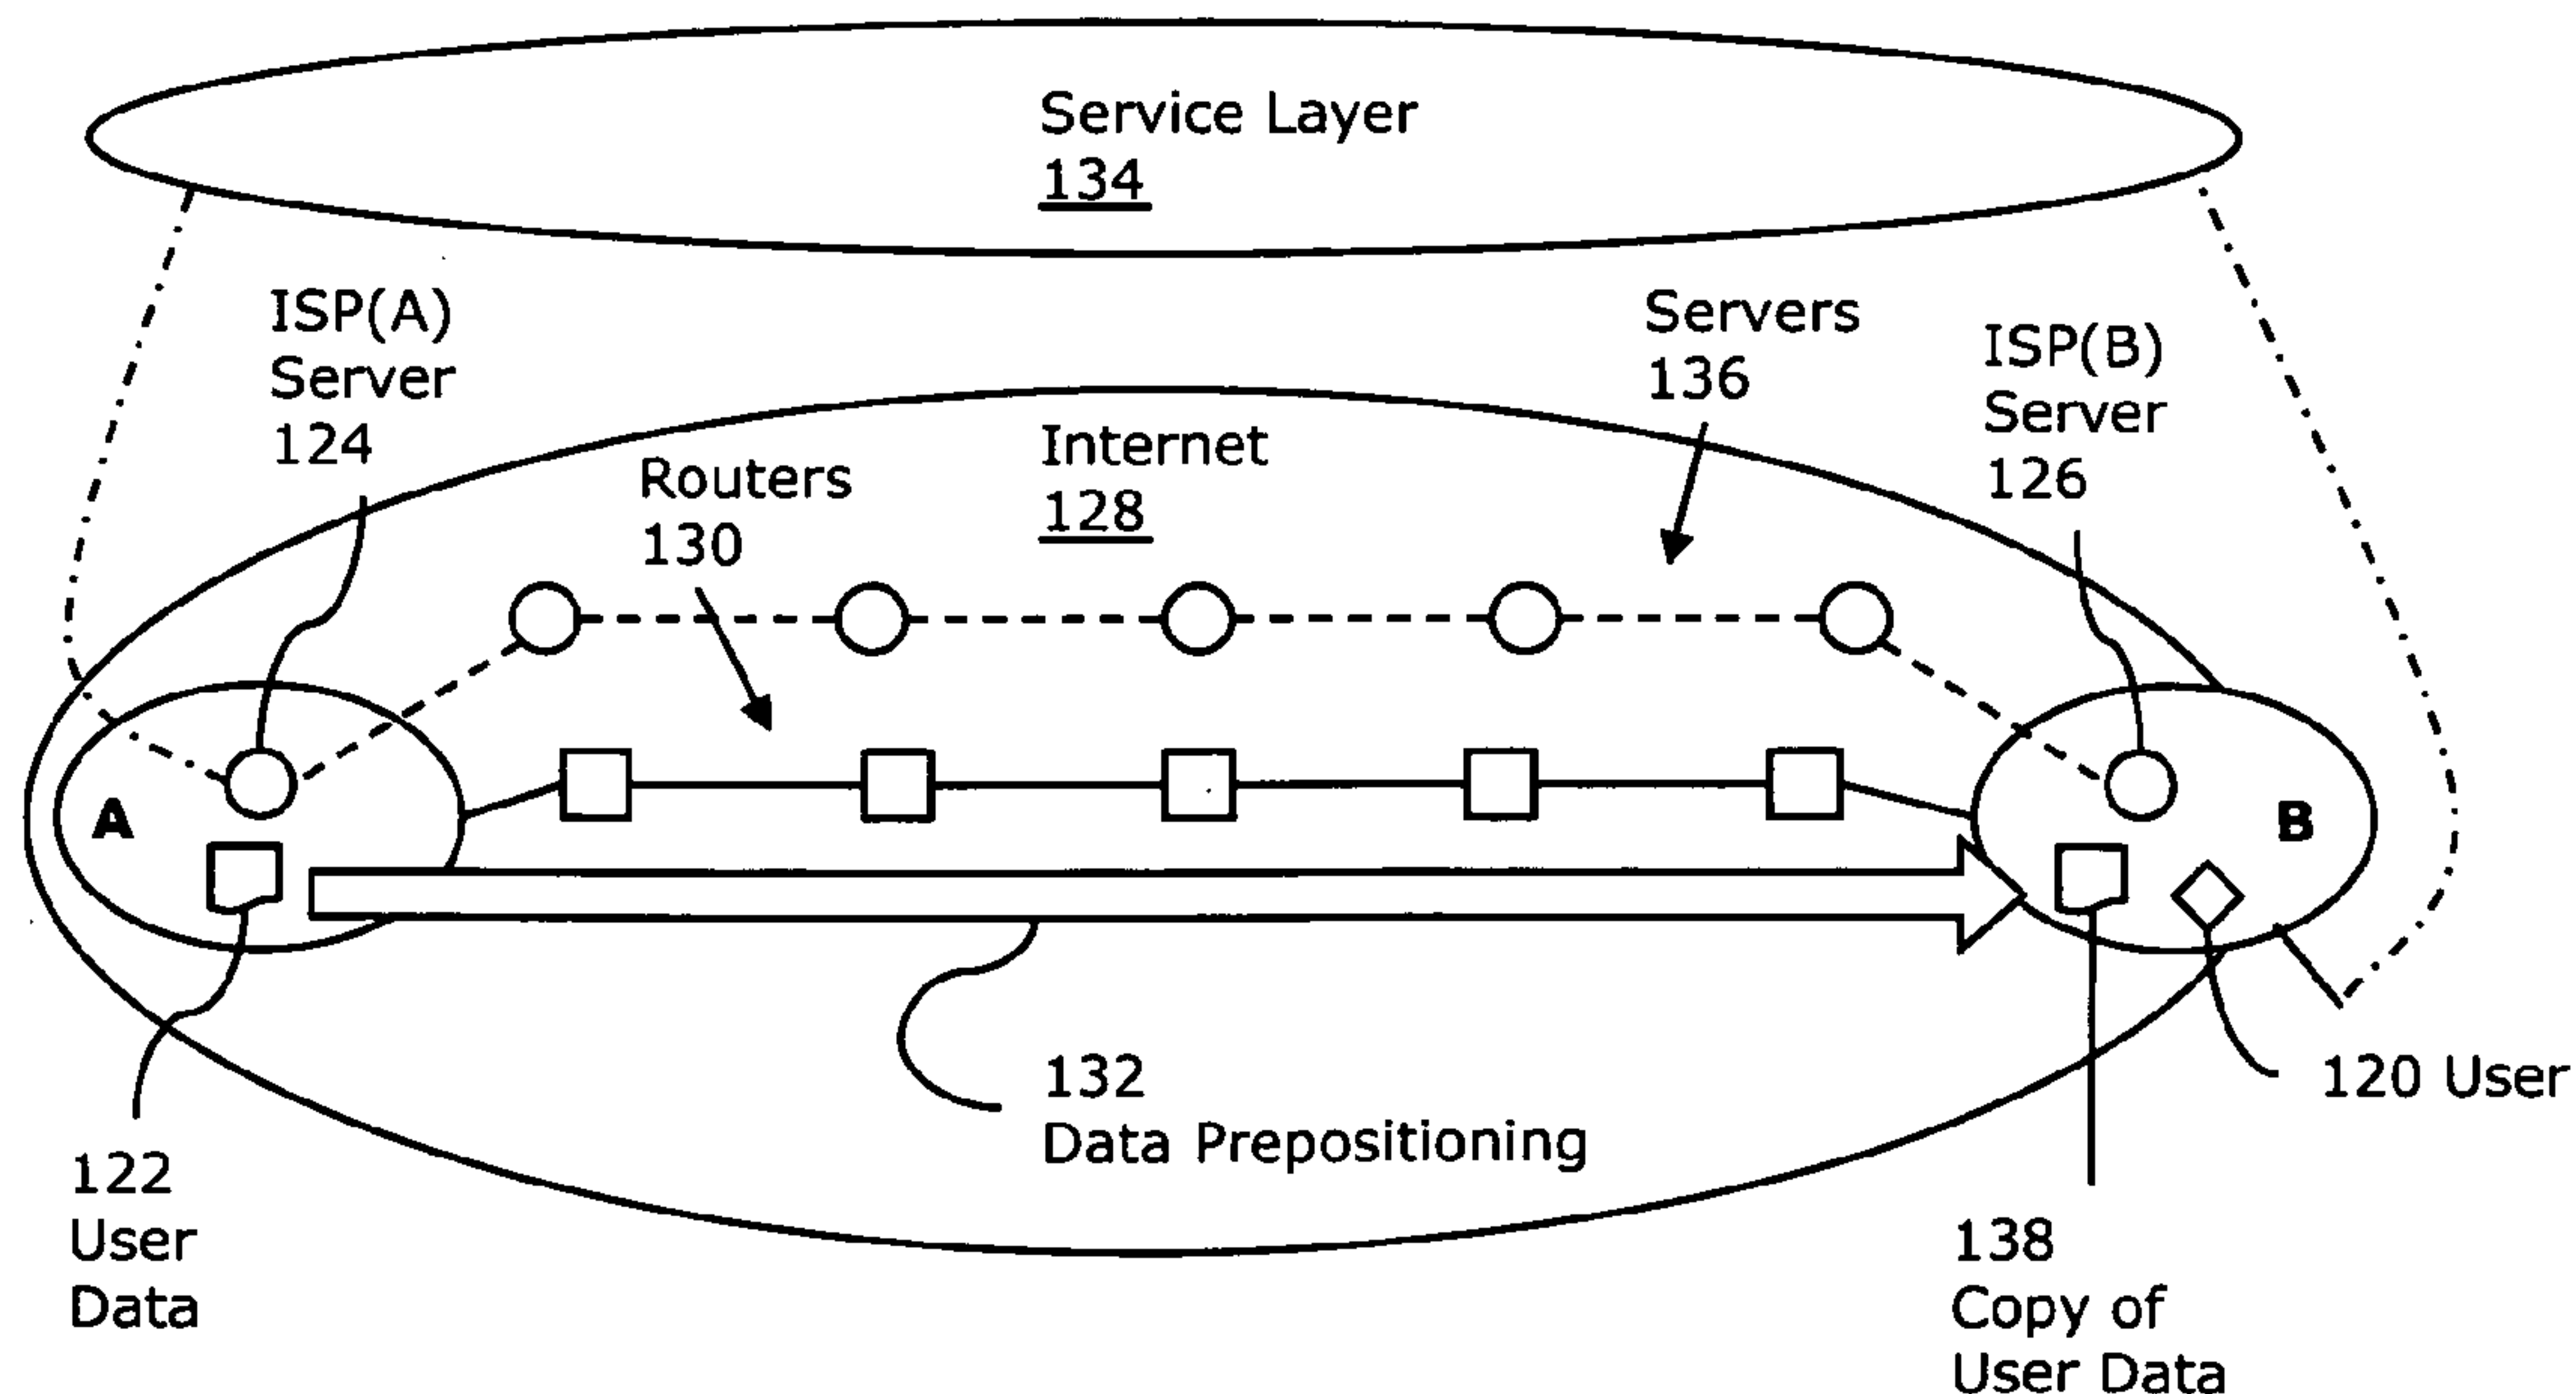 Service Layer
134
ISP(A)
Server
124
Servers
136
ISP(B)
Server
126
Internet
128
Routers
130
A
B
132
Data Prepositioning
120 User
122
User
Data
138
Copy of
User Data